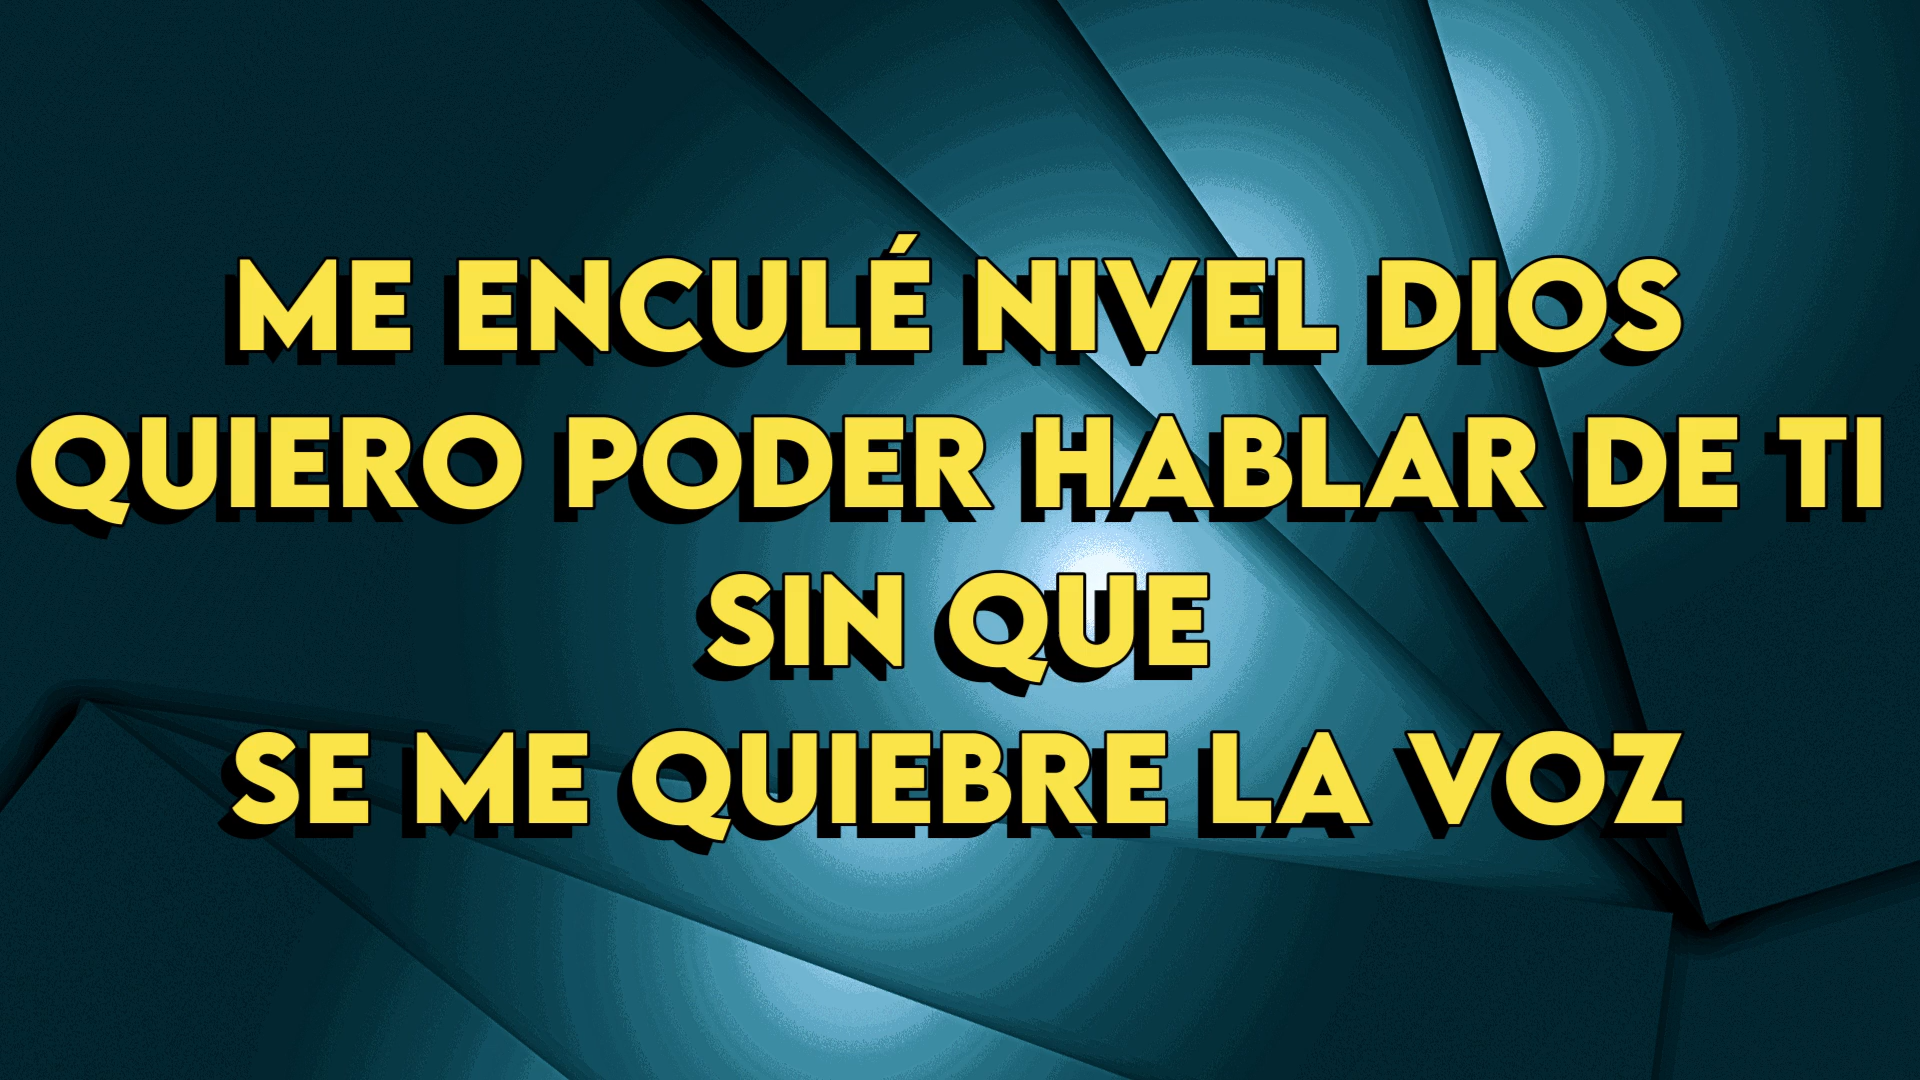 ME ENCULÉ NIVEL DIOS
QUIERO PODER HABLAR DE TI
SIN QUE
SE ME QUIEBRE LA VOZ